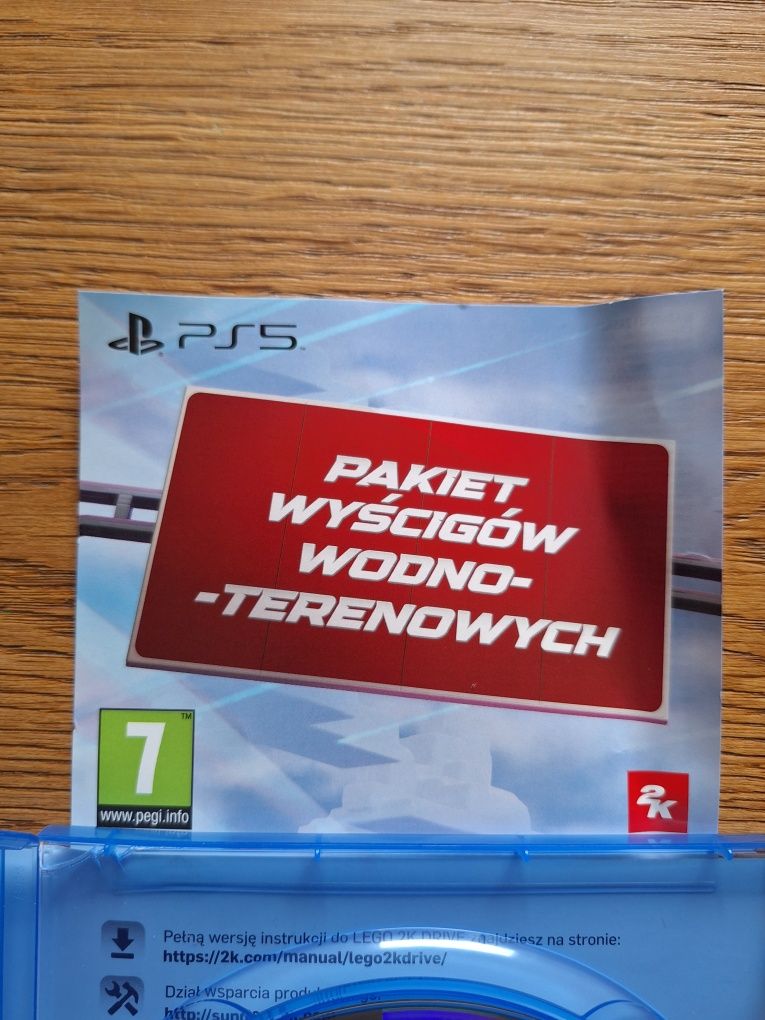 PS5
PAKIET
WYŚCIGÓW
WODNO-
-TERENOWYCH
7
TM
www.pegi.info
2K
Pełną wersję instrukcji do LEGO 2K DRIVE znajdziesz na stronie:
https://2k.com/manual/lego2kdrive/
Dział wsparcia